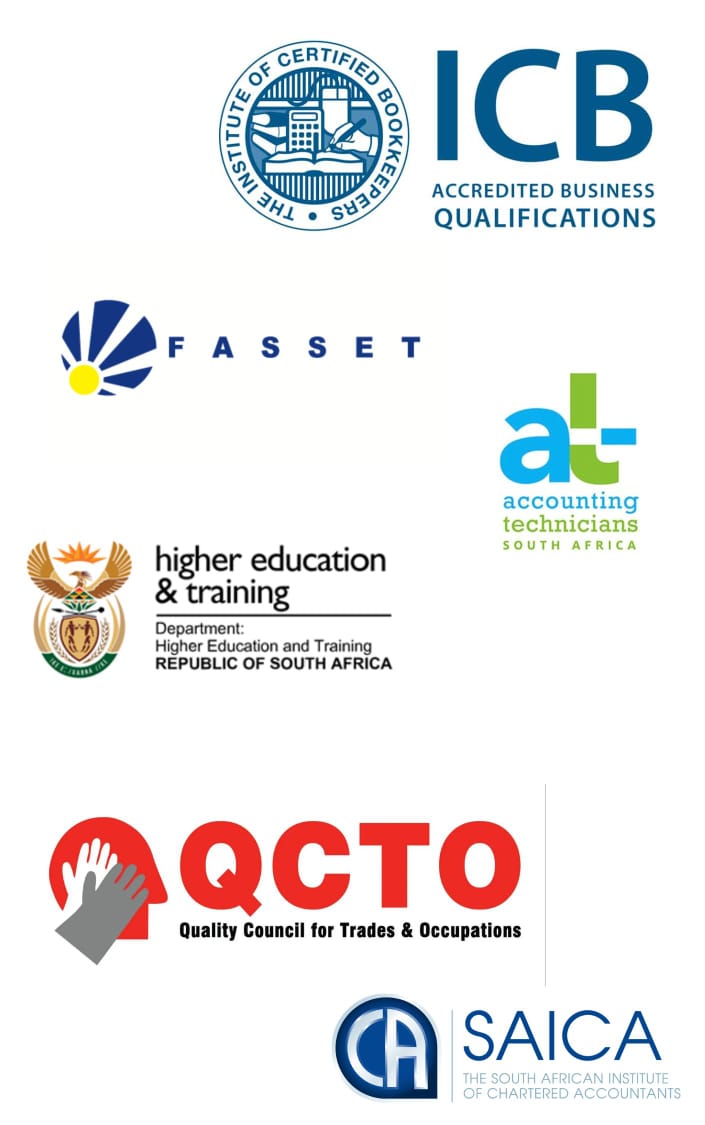 THE INSTITUTE OF CERTIFIED BOOKKEEPERS
ICB
ACCREDITED BUSINESS
QUALIFICATIONS
FASSET
at
accounting
technicians
SOUTH AFRICA
higher education
& training
Department:
Higher Education and Training
REPUBLIC OF SOUTH AFRICA
QCTO
Quality Council for Trades & Occupations
CA
SAICA
THE SOUTH AFRICAN INSTITUTE
OF CHARTERED ACCOUNTANTS